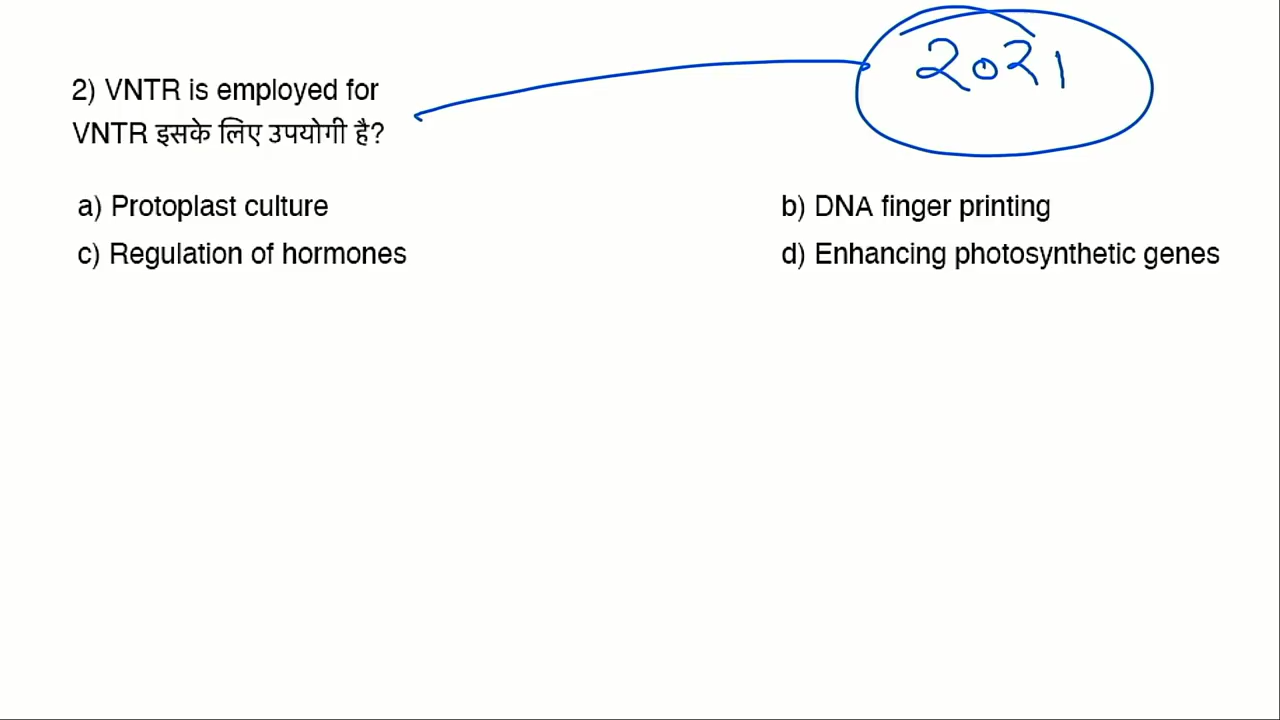 2021
2) VNTR is employed for
VNTR इसके लिए उपयोगी है?
a) Protoplast culture
b) DNA finger printing
c) Regulation of hormones
d) Enhancing photosynthetic genes